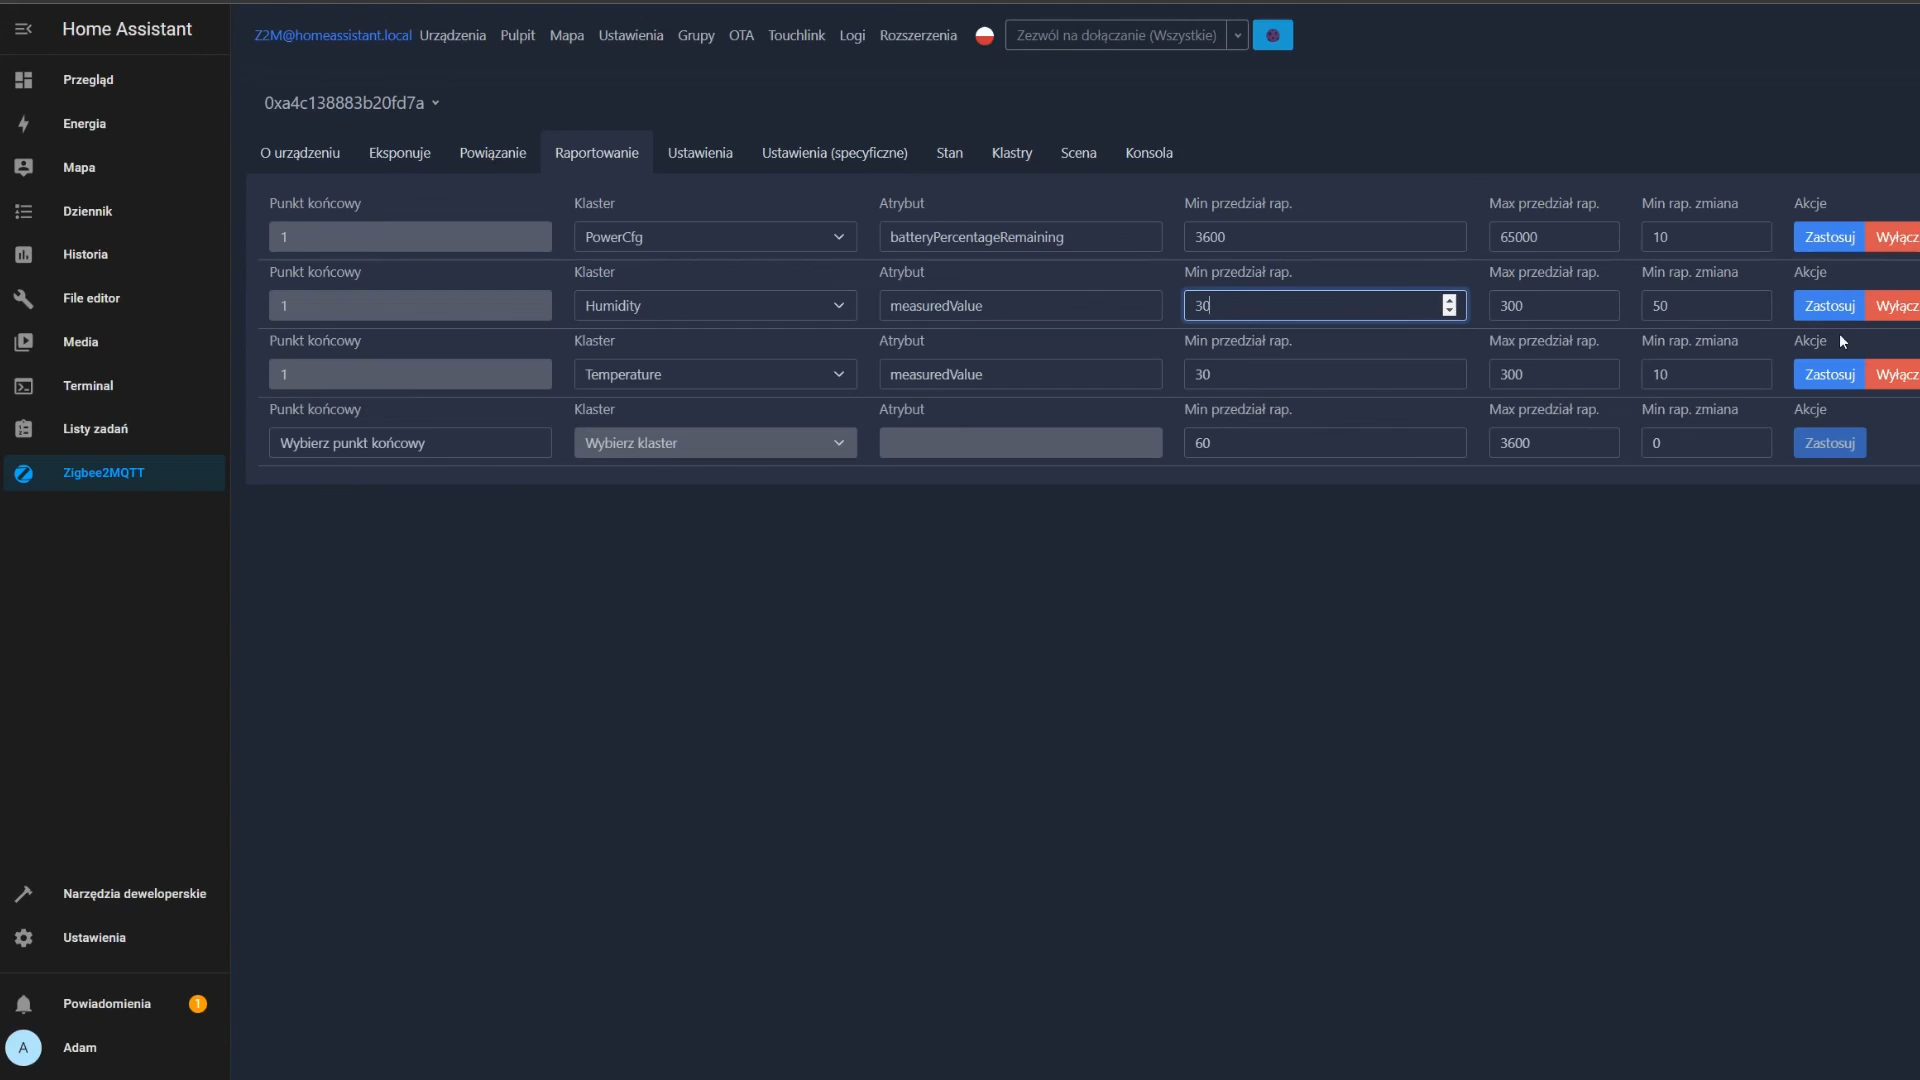 Home Assistant
Przegląd
Energia
Mapa
Dziennik
Historia
File editor
Media
Terminal
Listy zadań
Zigbee2MQTT
Narzędzia deweloperskie
Ustawienia
Powiadomienia 1
A Adam
Z2M@homeassistant.local Urządzenia Pulpit Mapa Ustawienia Grupy OTA Touchlink Logi Rozszerzenia Zezwól na dołączanie (Wszystkie)
0xa4c138883b20fd7a
O urządzeniu Eksponuje Powiązanie Raportowanie Ustawienia Ustawienia (specyficzne) Stan Klastry Scena Konsola
Punkt końcowy Klaster Atrybut Min przedział rap. Max przedział rap. Min rap. zmiana Akcje
1 PowerCfg batteryPercentageRemaining 3600 65000 10 Zastosuj Wyłącz
Punkt końcowy Klaster Atrybut Min przedział rap. Max przedział rap. Min rap. zmiana Akcje
1 Humidity measuredValue 30 300 50 Zastosuj Wyłącz
Punkt końcowy Klaster Atrybut Min przedział rap. Max przedział rap. Min rap. zmiana Akcje
1 Temperature measuredValue 30 300 10 Zastosuj Wyłącz
Punkt końcowy Klaster Atrybut Min przedział rap. Max przedział rap. Min rap. zmiana Akcje
Wybierz punkt końcowy Wybierz klaster 60 3600 0 Zastosuj